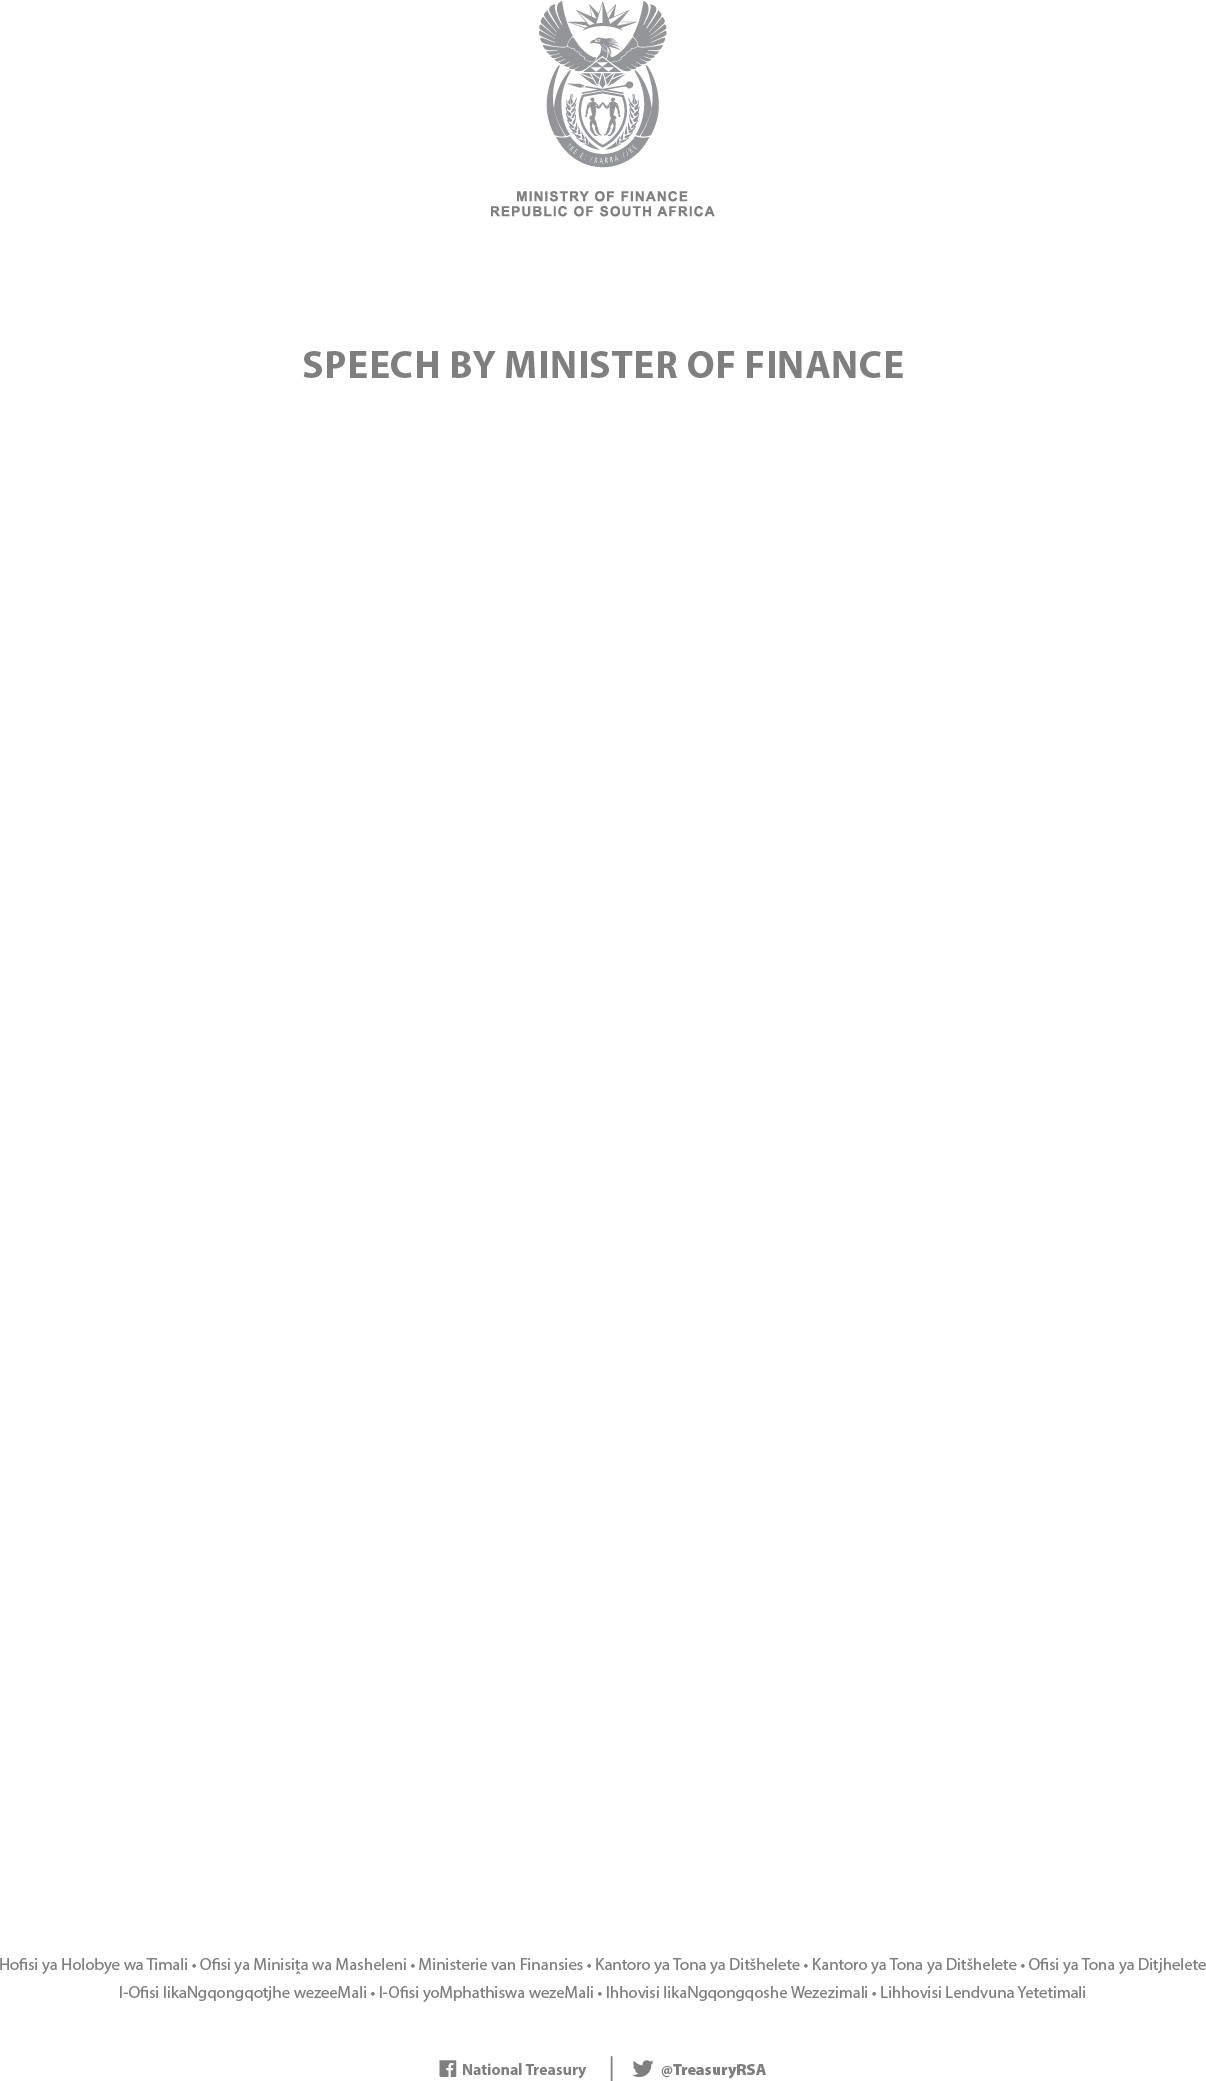 MINISTRY OF FINANCE
REPUBLIC OF SOUTH AFRICA
SPEECH BY MINISTER OF FINANCE
Hofisi ya Holobye wa Timali • Ofisi ya Minisiṱa wa Masheleni • Ministerie van Finansies • Kantoro ya Tona ya Ditšhelete • Kantoro ya Tona ya Ditšhelete • Ofisi ya Tona ya Ditjhelete
I-Ofisi likaNgqongqotjhe wezeeMali • I-Ofisi yoMphathiswa wezeMali • Ihhovisi likaNgqongqoshe Wezezimali • Lihhovisi Lendvuna Yetetimali
National Treasury | @TreasuryRSA